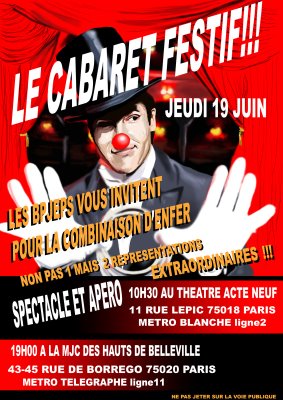 LE CABARET FESTIF!!!
JEUDI 19 JUIN
LES BPJEPS VOUS INVITENT
POUR LA COMBINAISON D'ENFER
NON PAS 1 MAIS 2 REPRESENTATIONS
EXTRAORDINAIRES !!!
SPECTACLE ET APERO
10H30 AU THEATRE ACTE NEUF
11 RUE LEPIC 75018 PARIS
METRO BLANCHE ligne2
19H00 A LA MJC DES HAUTS DE BELLEVILLE
43-45 RUE DE BORREGO 75020 PARIS
METRO TELEGRAPHE ligne11
NE PAS JETER SUR LA VOIE PUBLIQUE